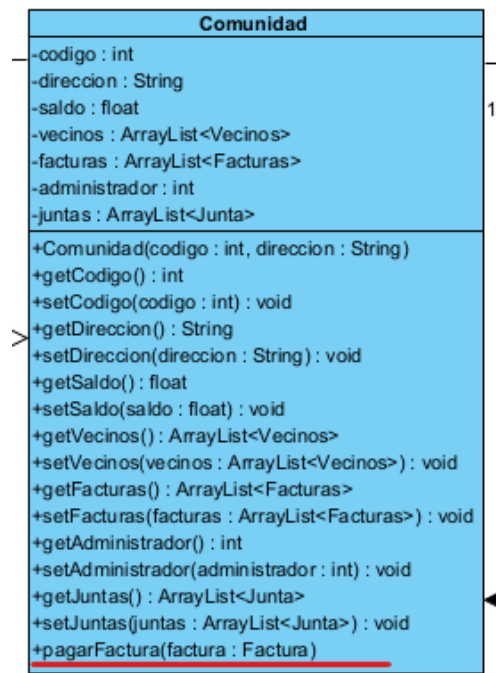 Comunidad
-codigo : int
-direccion : String
-saldo : float
-vecinos : ArrayList<Vecinos>
-facturas : ArrayList<Facturas>
-administrador : int
-juntas : ArrayList<Junta>
+Comunidad(codigo : int, direccion : String)
+getCodigo() : int
+setCodigo(codigo : int) : void
+getDireccion() : String
+setDireccion(direccion : String) : void
+getSaldo() : float
+setSaldo(saldo : float) : void
+getVecinos() : ArrayList<Vecinos>
+setVecinos(vecinos : ArrayList<Vecinos>) : void
+getFacturas() : ArrayList<Facturas>
+setFacturas(facturas : ArrayList<Facturas>) : void
+getAdministrador() : int
+setAdministrador(administrador : int) : void
+getJuntas() : ArrayList<Junta>
+setJuntas(juntas : ArrayList<Junta>) : void
+pagarFactura(factura : Factura)
1